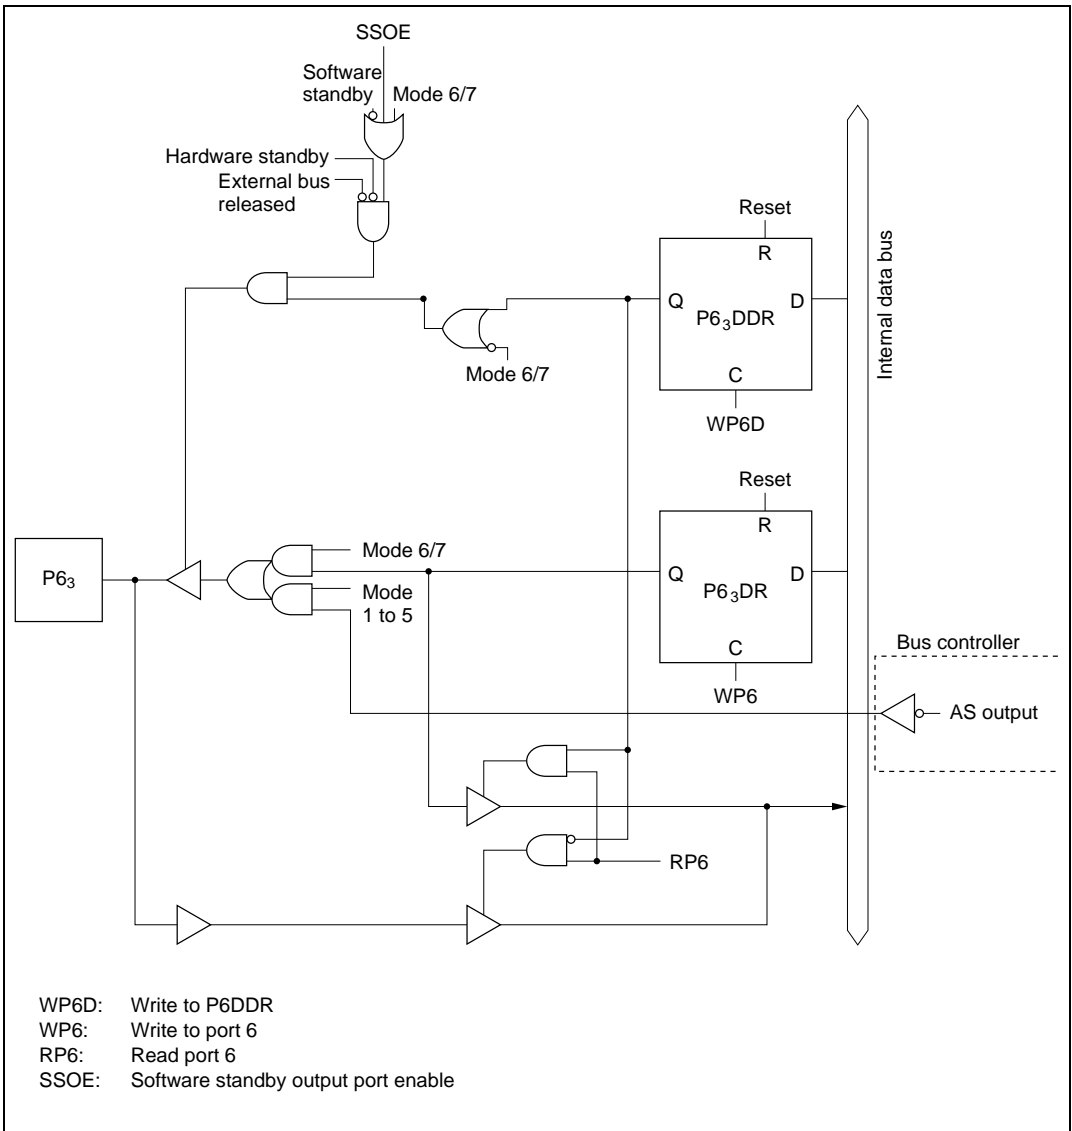 SSOE
Software
standby
Mode 6/7
Hardware standby
External bus
released
Reset
R
Q
D
P6₃DDR
C
WP6D
Mode 6/7
Internal data bus
Reset
R
Q
D
P6₃DR
C
WP6
P6₃
Mode 6/7
Mode
1 to 5
Bus controller
AS output
RP6
WP6D: Write to P6DDR
WP6: Write to port 6
RP6: Read port 6
SSOE: Software standby output port enable